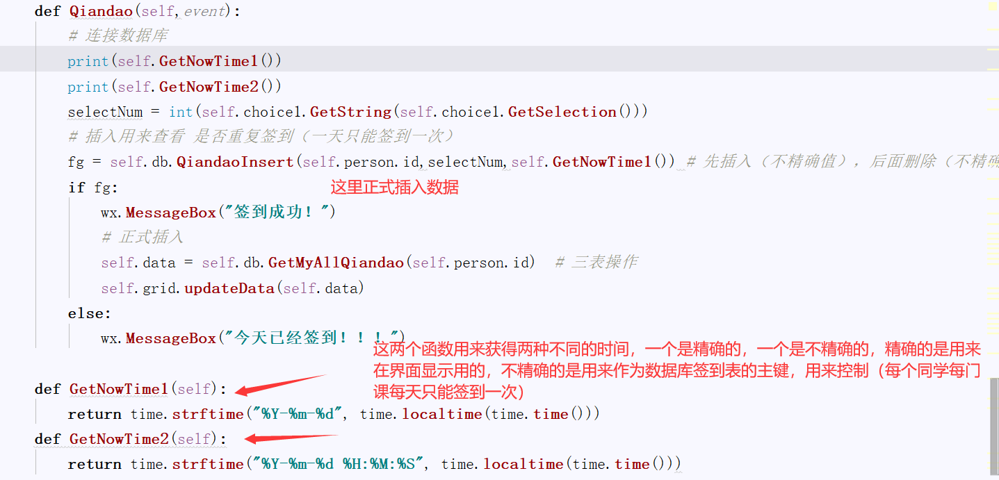 def Qiandao(self,event):
# 连接数据库
print(self.GetNowTime1())
print(self.GetNowTime2())
selectNum = int(self.choice1.GetString(self.choice1.GetSelection()))
# 插入用来查看 是否重复签到（一天只能签到一次）
fg = self.db.QiandaoInsert(self.person.id,selectNum,self.GetNowTime1()) # 先插入（不精确值），后面删除（不精
if fg:
这里正式插入数据
wx.MessageBox("签到成功！")
# 正式插入
self.data = self.db.GetMyAllQiandao(self.person.id) # 三表操作
self.grid.updateData(self.data)
else:
wx.MessageBox("今天已经签到！！！")
这两个函数用来获得两种不同的时间，一个是精确的，一个是不精确的，精确的是用来
在界面显示用的，不精确的是用来作为数据库签到表的主键，用来控制（每个同学每门
课每天只能签到一次）
def GetNowTime1(self):
return time.strftime("%Y-%m-%d", time.localtime(time.time()))
def GetNowTime2(self):
return time.strftime("%Y-%m-%d %H:%M:%S", time.localtime(time.time()))